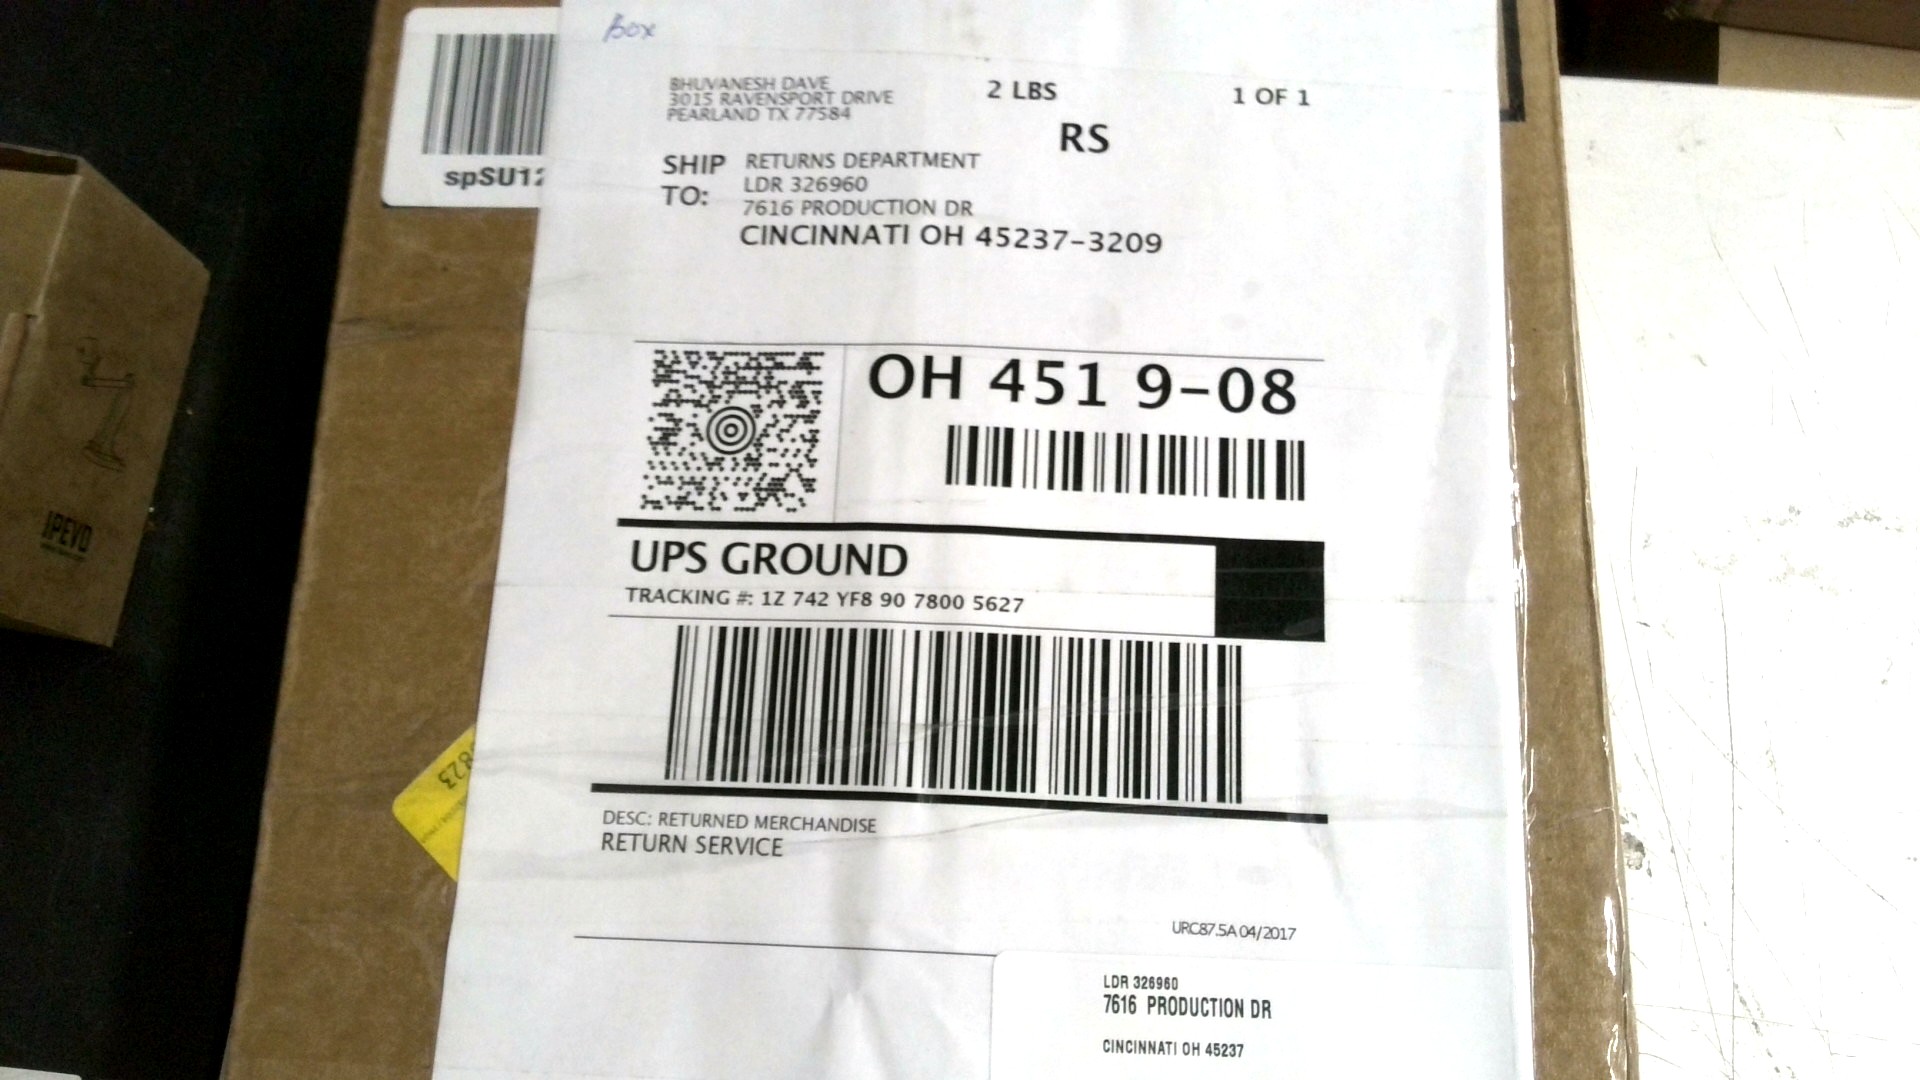 Box
spSU12
BHUVANESH DAVE
3015 RAVENSPORT DRIVE
PEARLAND TX 77584
2 LBS
1 OF 1
RS
SHIP TO:
RETURNS DEPARTMENT
LDR 326960
7616 PRODUCTION DR
CINCINNATI OH 45237-3209
OH 451 9-08
UPS GROUND
TRACKING #: 1Z 742 YF8 90 7800 5627
DESC: RETURNED MERCHANDISE
RETURN SERVICE
URC87.5A 04/2017
LDR 326960
7616 PRODUCTION DR
CINCINNATI OH 45237
IPEVO
823